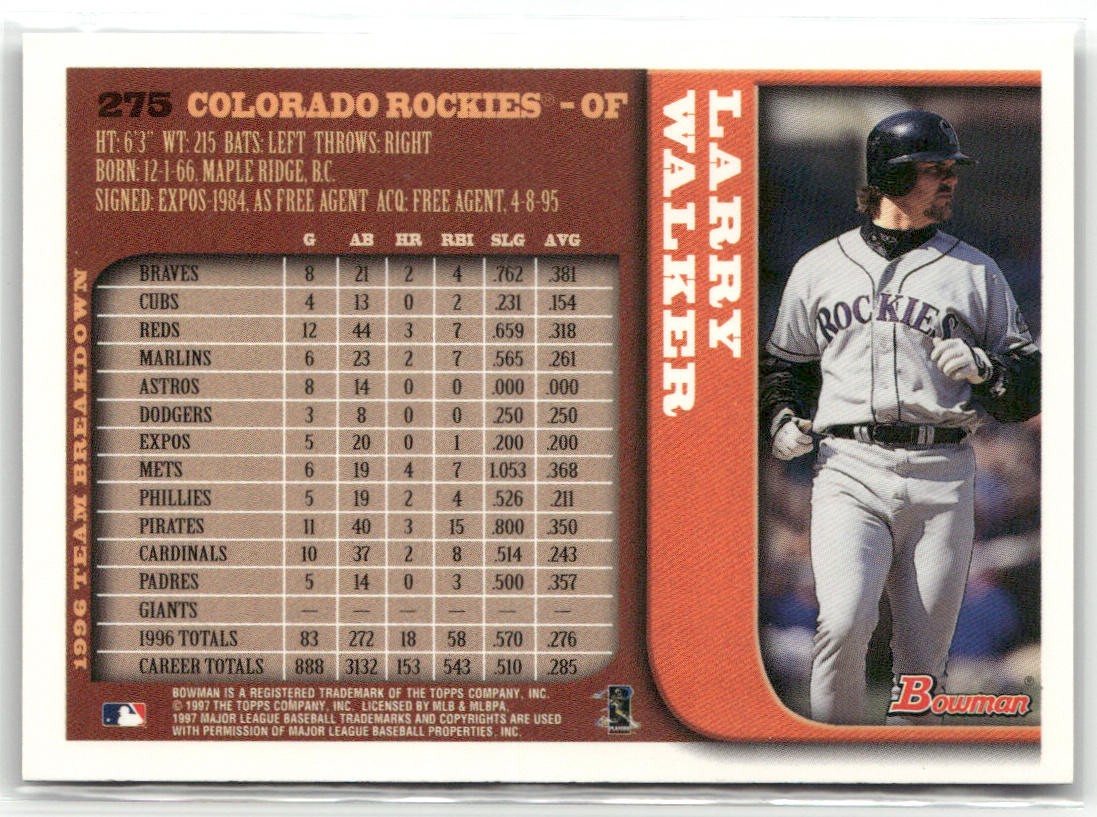 275 COLORADO ROCKIES® - OF
HT: 6'3" WT: 215 BATS: LEFT THROWS: RIGHT
BORN: 12-1-66, MAPLE RIDGE, B.C.
SIGNED: EXPOS-1984, AS FREE AGENT ACQ: FREE AGENT, 4-8-95
G AB HR RBI SLG AVG
BRAVES 8 21 2 4 .762 .381
CUBS 4 13 0 2 .231 .154
REDS 12 44 3 7 .659 .318
MARLINS 6 23 2 7 .565 .261
ASTROS 8 14 0 0 .000 .000
DODGERS 3 8 0 0 .250 .250
EXPOS 5 20 0 1 .200 .200
METS 6 19 4 7 1.053 .368
PHILLIES 5 19 2 4 .526 .211
PIRATES 11 40 3 15 .800 .350
CARDINALS 10 37 2 8 .514 .243
PADRES 5 14 0 3 .500 .357
GIANTS — — — — — —
1996 TOTALS 83 272 18 58 .570 .276
CAREER TOTALS 888 3132 153 543 .510 .285
1996 TEAM BREAKDOWN
BOWMAN IS A REGISTERED TRADEMARK OF THE TOPPS COMPANY, INC.
© 1997 THE TOPPS COMPANY, INC. LICENSED BY MLB & MLBPA,
1997 MAJOR LEAGUE BASEBALL TRADEMARKS AND COPYRIGHTS ARE USED
WITH PERMISSION OF MAJOR LEAGUE BASEBALL PROPERTIES, INC.
LARRY
WALKER
ROCKIES
Bowman®